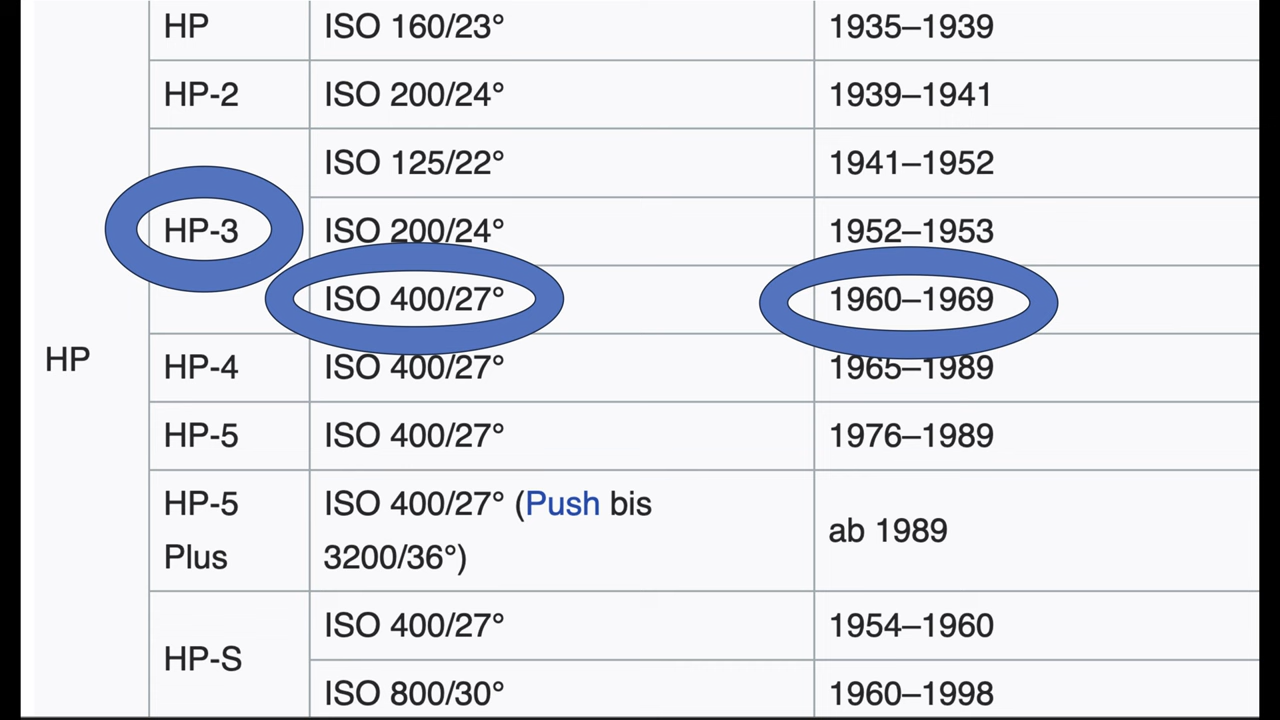 HP ISO 160/23° 1935–1939
HP-2 ISO 200/24° 1939–1941
ISO 125/22° 1941–1952
HP-3 ISO 200/24° 1952–1953
ISO 400/27° 1960–1969
HP
HP-4 ISO 400/27° 1965–1989
HP-5 ISO 400/27° 1976–1989
HP-5 ISO 400/27° (Push bis
Plus 3200/36°)
ab 1989
ISO 400/27° 1954–1960
HP-S
ISO 800/30° 1960–1998